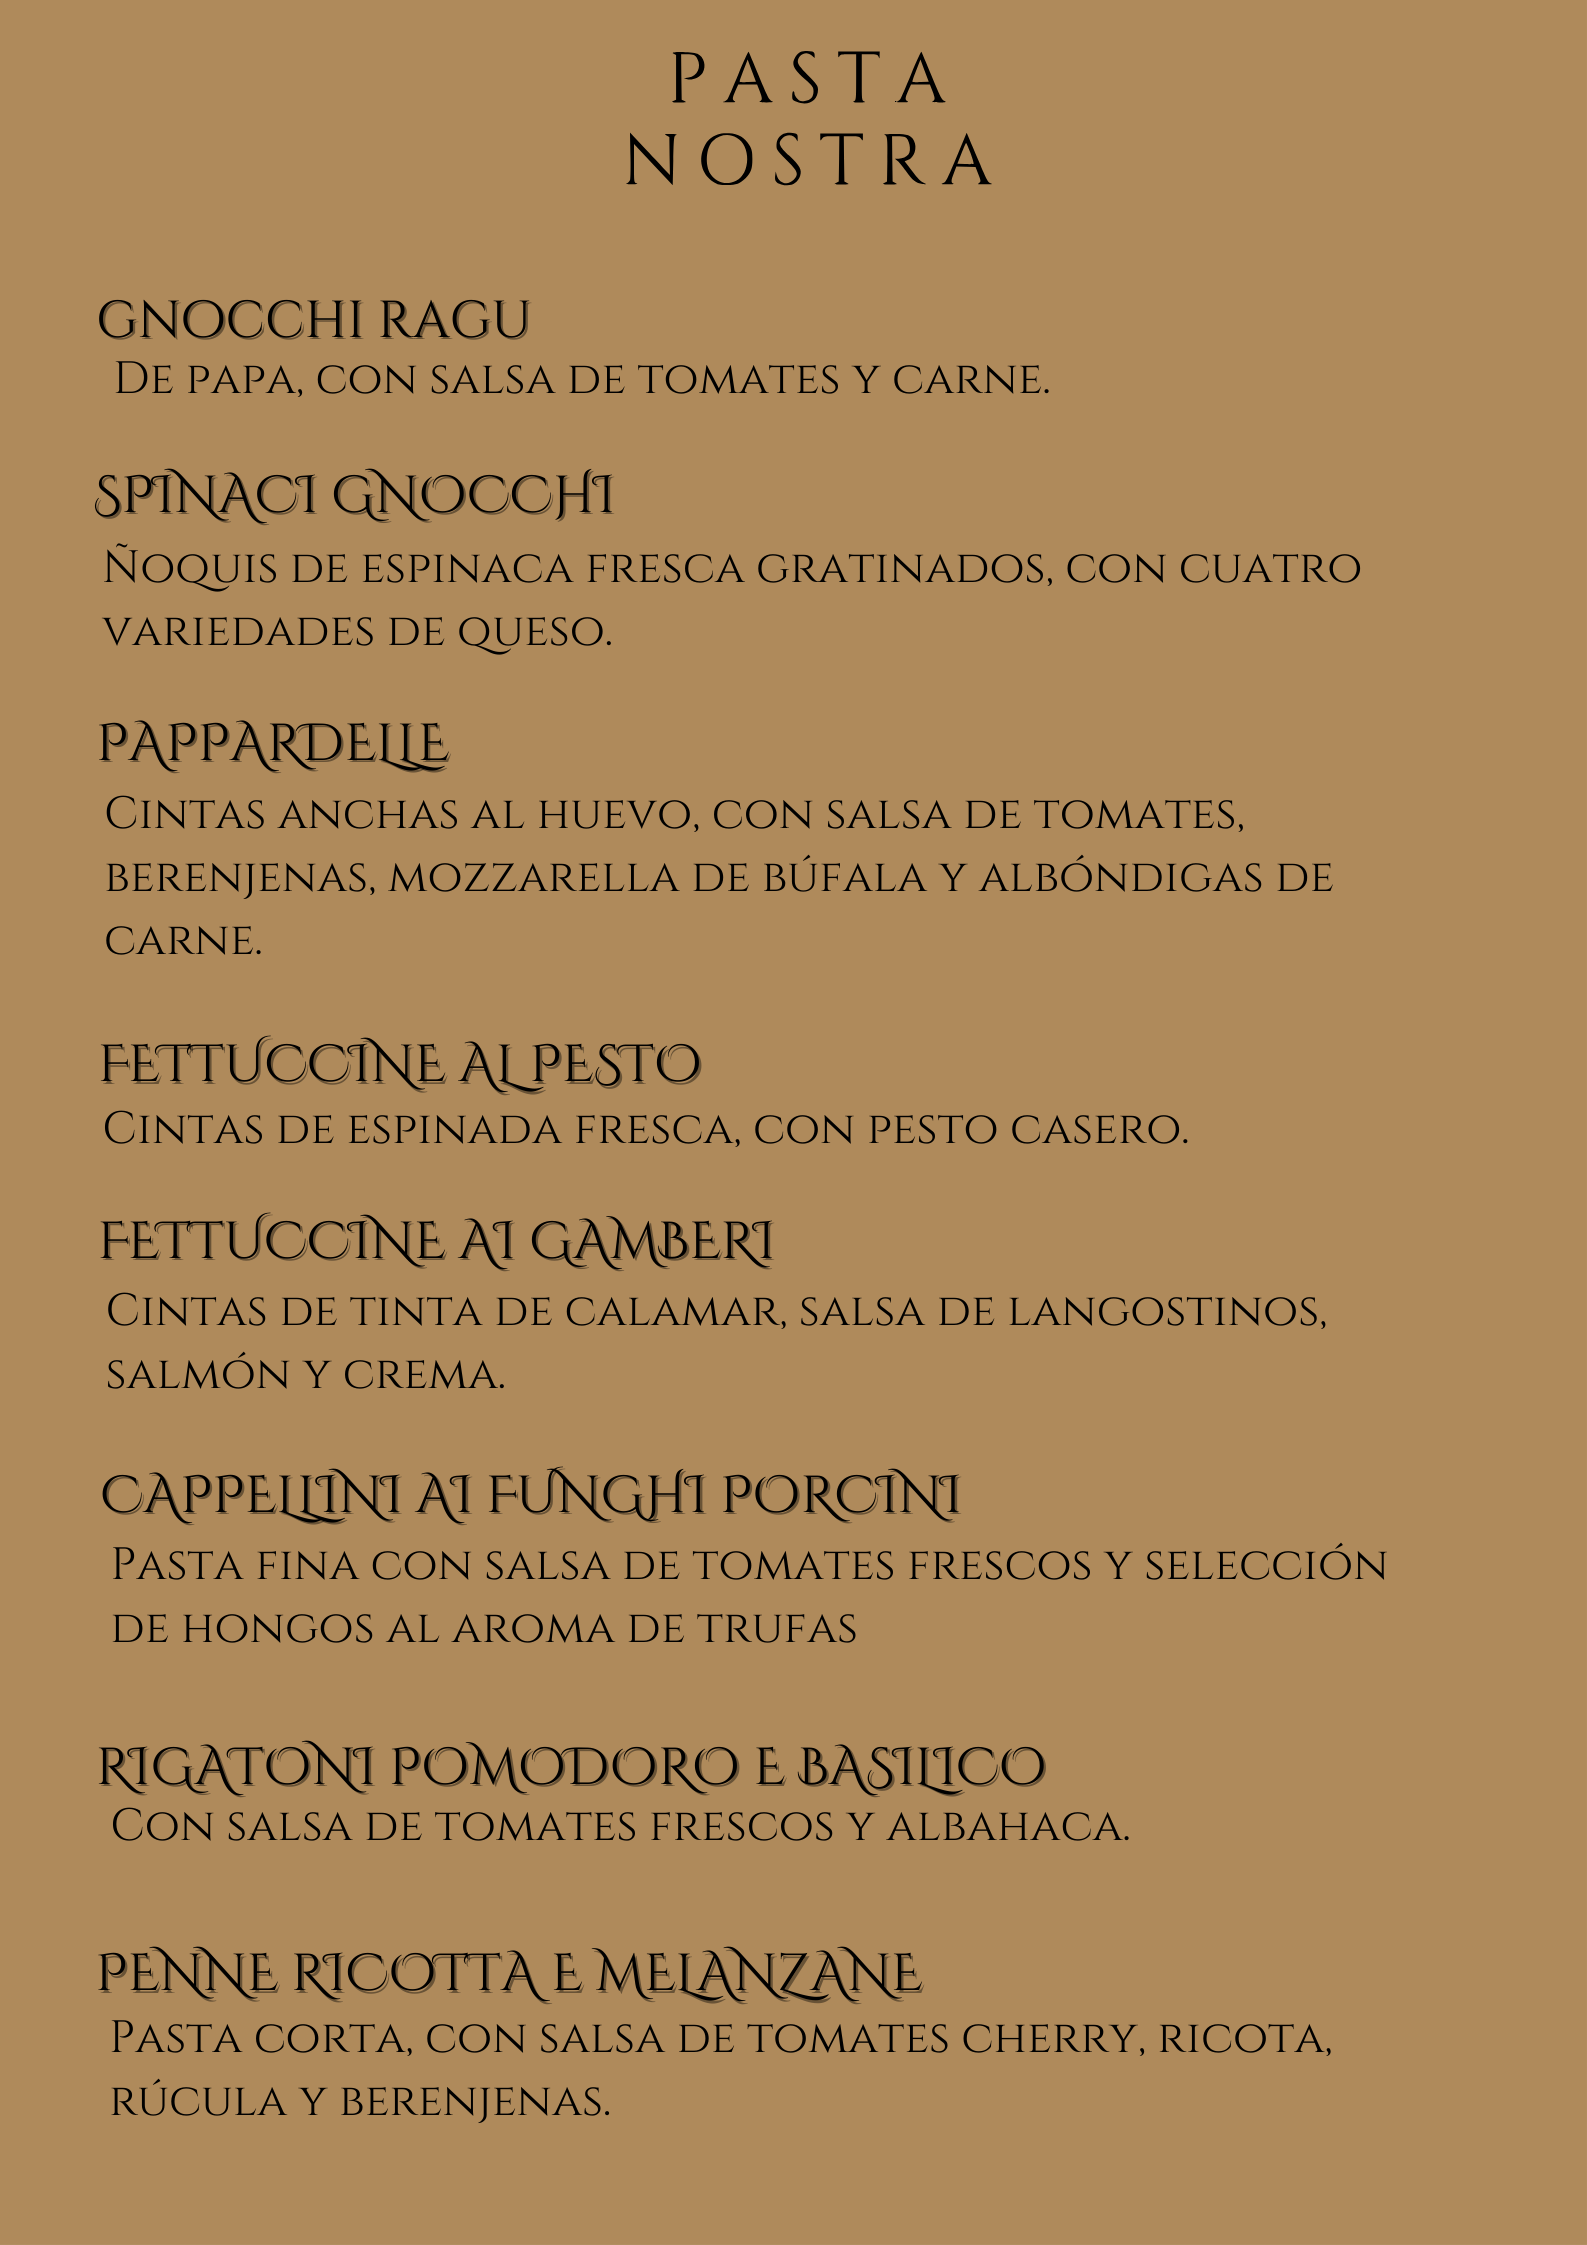 PASTA
NOSTRA
GNOCCHI RAGU
De papa, con salsa de tomates y carne.
SPINACI GNOCCHI
Ñoquis de espinaca fresca gratinados, con cuatro
variedades de queso.
PAPPARDELLE
Cintas anchas al huevo, con salsa de tomates,
berenjenas, mozzarella de búfala y albóndigas de
carne.
FETTUCCINE AL PESTO
Cintas de espinada fresca, con pesto casero.
FETTUCCINE AI GAMBERI
Cintas de tinta de calamar, salsa de langostinos,
salmón y crema.
CAPPELLINI AI FUNGHI PORCINI
Pasta fina con salsa de tomates frescos y selección
de hongos al aroma de trufas
RIGATONI POMODORO E BASILICO
Con salsa de tomates frescos y albahaca.
PENNE RICOTTA E MELANZANE
Pasta corta, con salsa de tomates cherry, ricota,
rúcula y berenjenas.